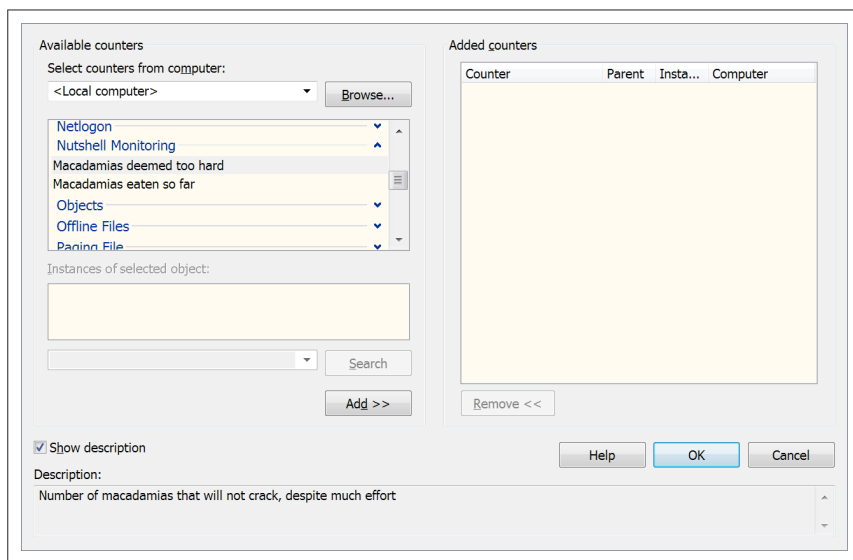 Available counters
Select counters from computer:
<Local computer>
Browse...
Netlogon
Nutshell Monitoring
Macadamias deemed too hard
Macadamias eaten so far
Objects
Offline Files
Paging File
Instances of selected object:
Search
Add >>
Added counters
Counter Parent Insta... Computer
Remove <<
Show description
Help OK Cancel
Description:
Number of macadamias that will not crack, despite much effort